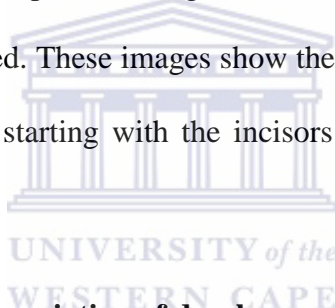 ed. These images show the
starting with the incisors
UNIVERSITY of the
WESTERN CAPE